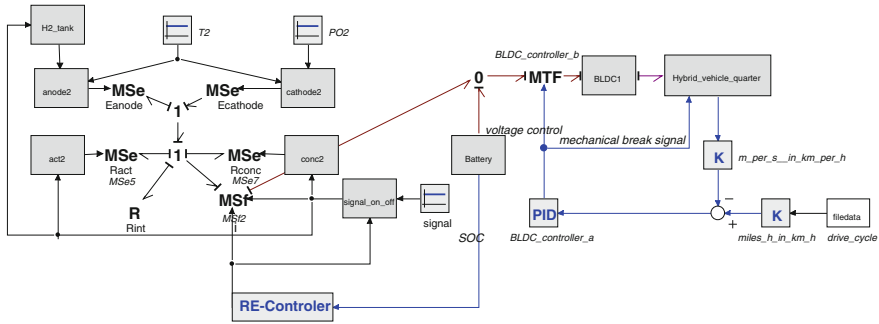 H2_tank
T2
PO2
anode2
MSe
Eanode
MSe
Ecathode
cathode2
1
act2
MSe
Ract
MSe5
1
MSe
Rconc
MSe7
conc2
R
Rint
MSf
MSf2
i
signal_on_off
signal
RE-Controler
SOC
0
voltage control
Battery
BLDC_controller_b
MTF
BLDC1
Hybrid_vehicle_quarter
mechanical break signal
K
m_per_s__in_km_per_h
PID
BLDC_controller_a
−
+
K
miles_h_in_km_h
filedata
drive_cycle